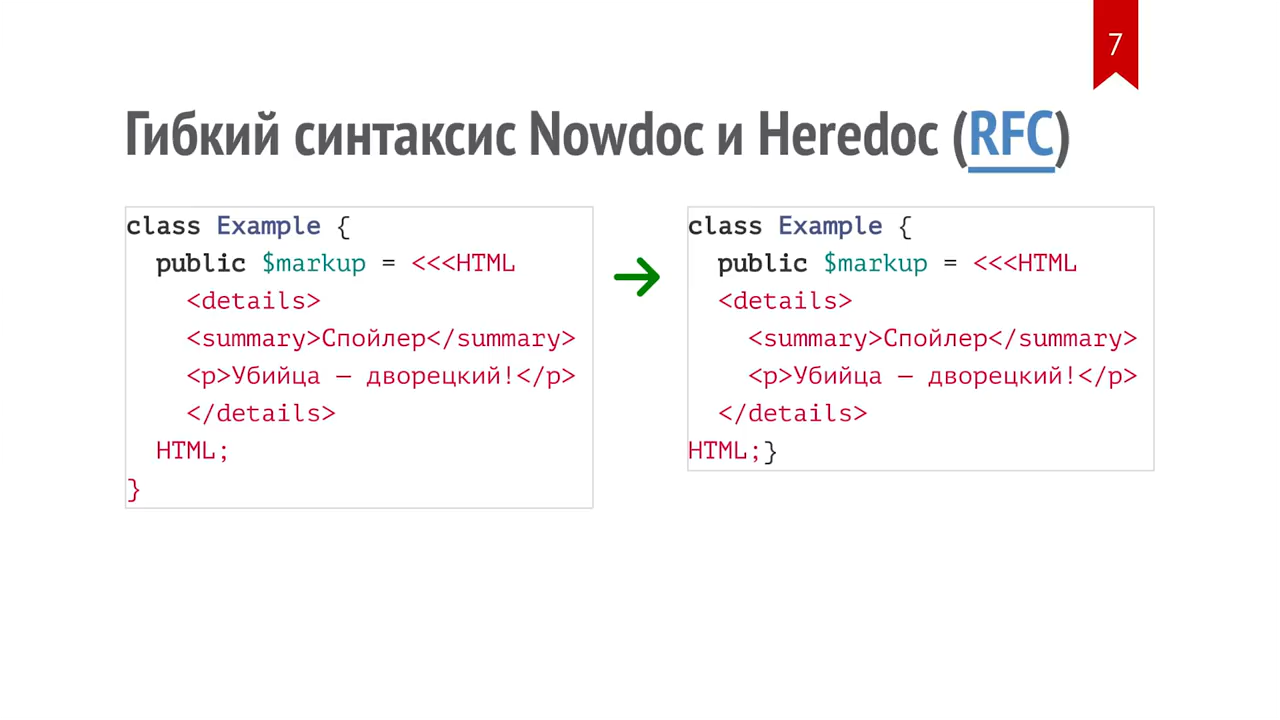 7
Гибкий синтаксис Nowdoc и Heredoc (RFC)
class Example {
  public $markup = <<<HTML
    <details>
    <summary>Спойлер</summary>
    <p>Убийца — дворецкий!</p>
    </details>
  HTML;
}
class Example {
  public $markup = <<<HTML
  <details>
    <summary>Спойлер</summary>
    <p>Убийца — дворецкий!</p>
  </details>
HTML;}